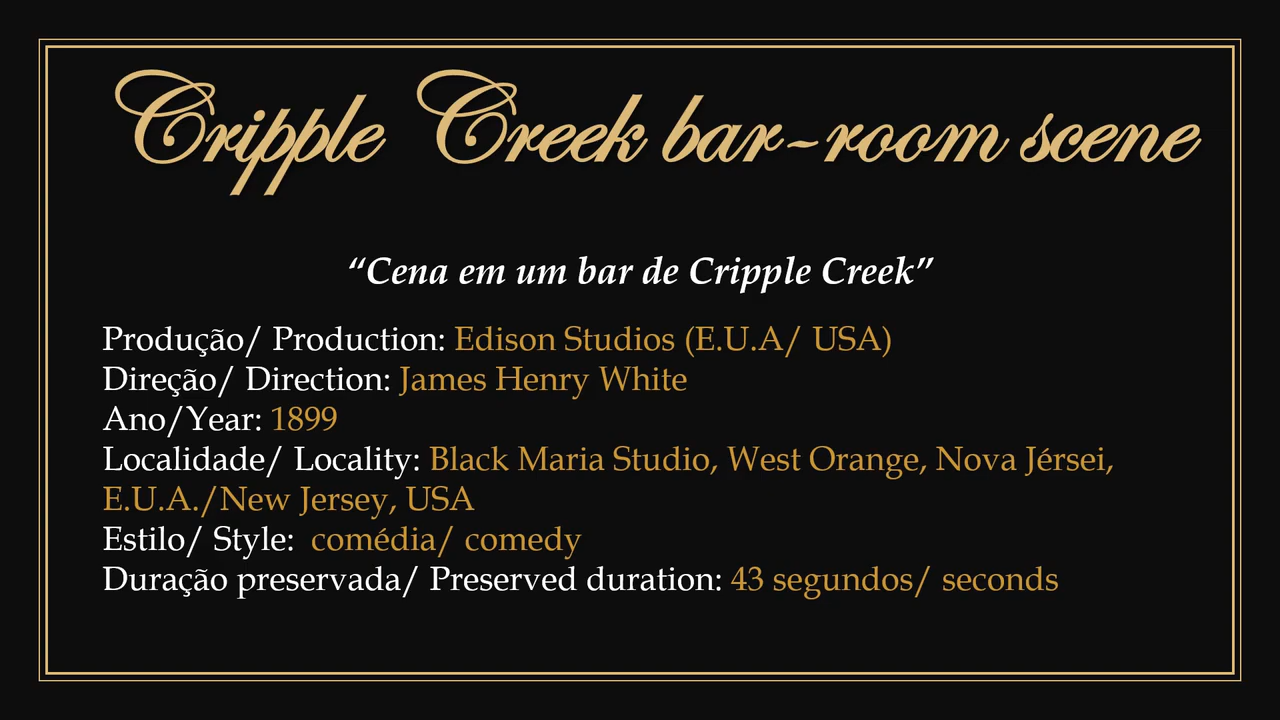 Cripple Creek bar-room scene
“Cena em um bar de Cripple Creek”
Produção/ Production: Edison Studios (E.U.A/ USA)
Direção/ Direction: James Henry White
Ano/Year: 1899
Localidade/ Locality: Black Maria Studio, West Orange, Nova Jérsei,
E.U.A./New Jersey, USA
Estilo/ Style:  comédia/ comedy
Duração preservada/ Preserved duration: 43 segundos/ seconds